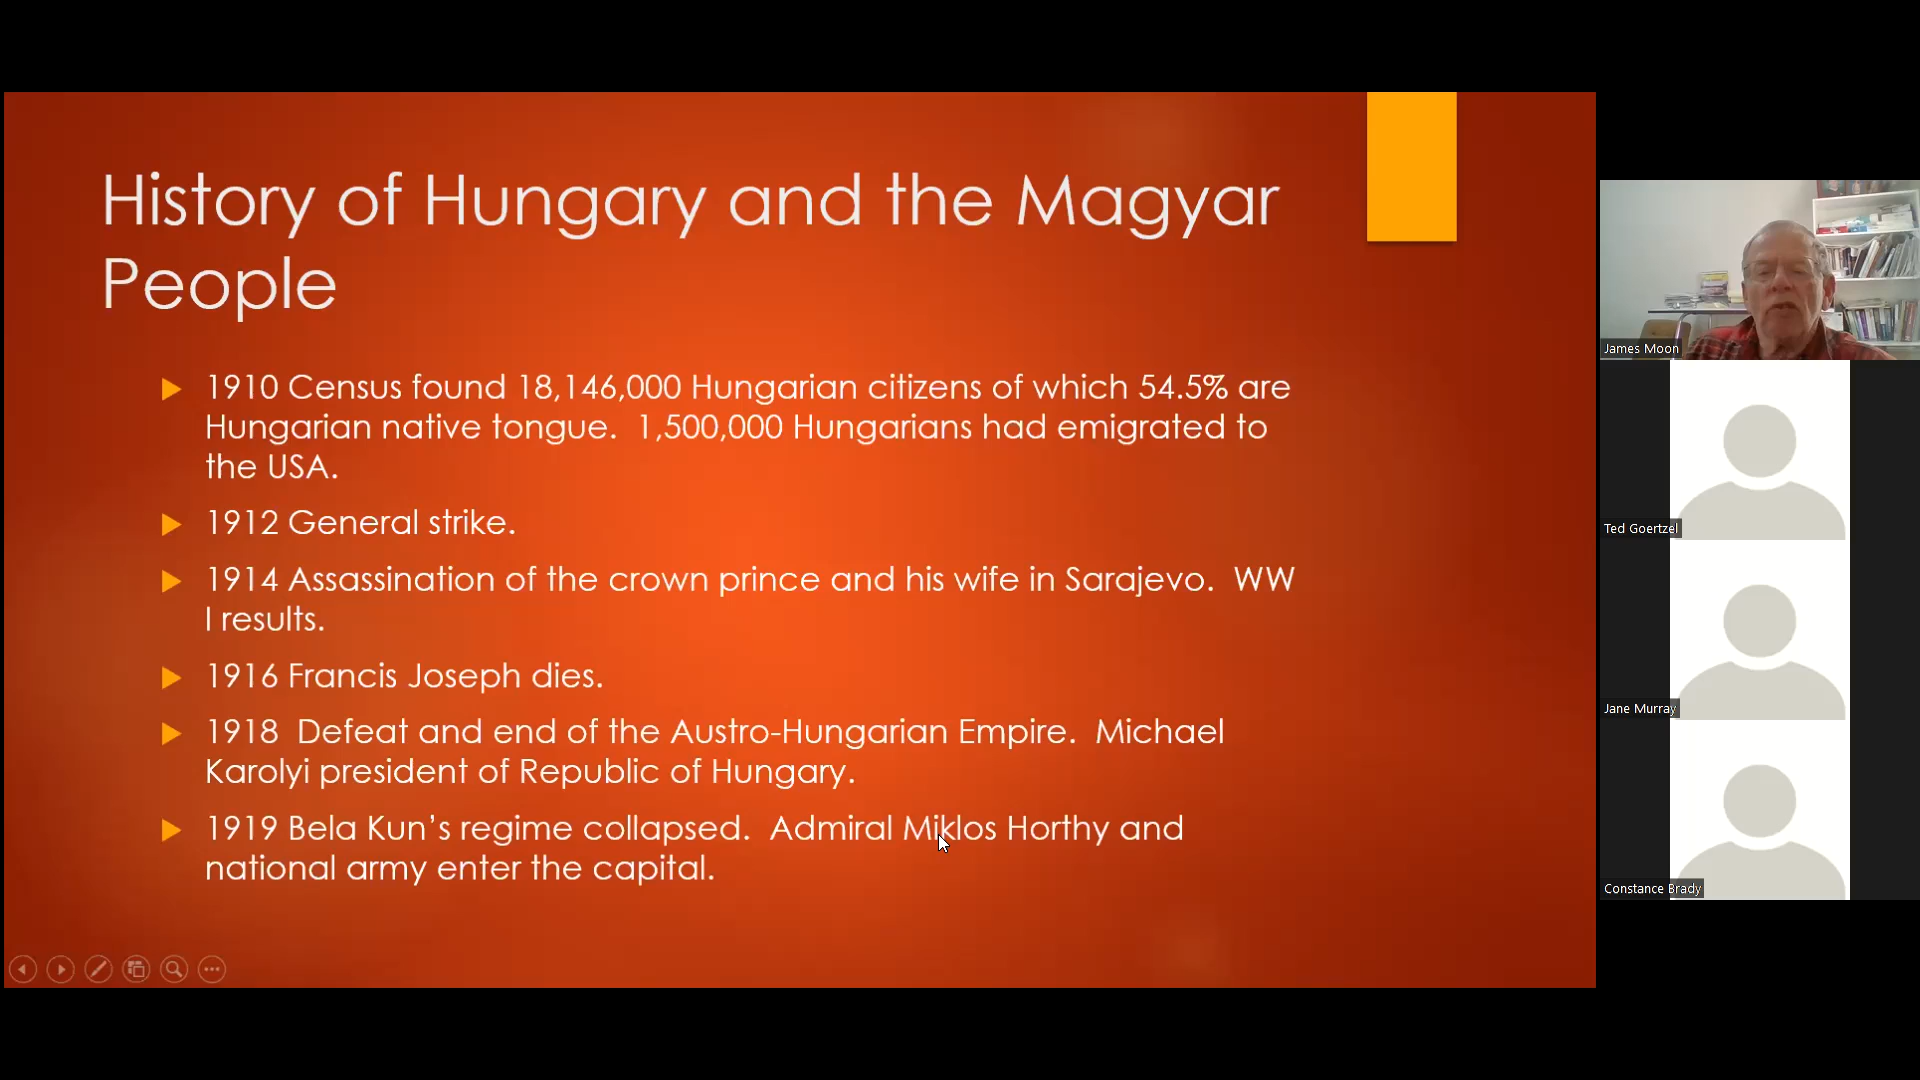 History of Hungary and the Magyar
People
1910 Census found 18,146,000 Hungarian citizens of which 54.5% are
Hungarian native tongue.  1,500,000 Hungarians had emigrated to
the USA.
1912 General strike.
1914 Assassination of the crown prince and his wife in Sarajevo.  WW
I results.
1916 Francis Joseph dies.
1918  Defeat and end of the Austro-Hungarian Empire.  Michael
Karolyi president of Republic of Hungary.
1919 Bela Kun’s regime collapsed.  Admiral Miklos Horthy and
national army enter the capital.
James Moon
Ted Goertzel
Jane Murray
Constance Brady